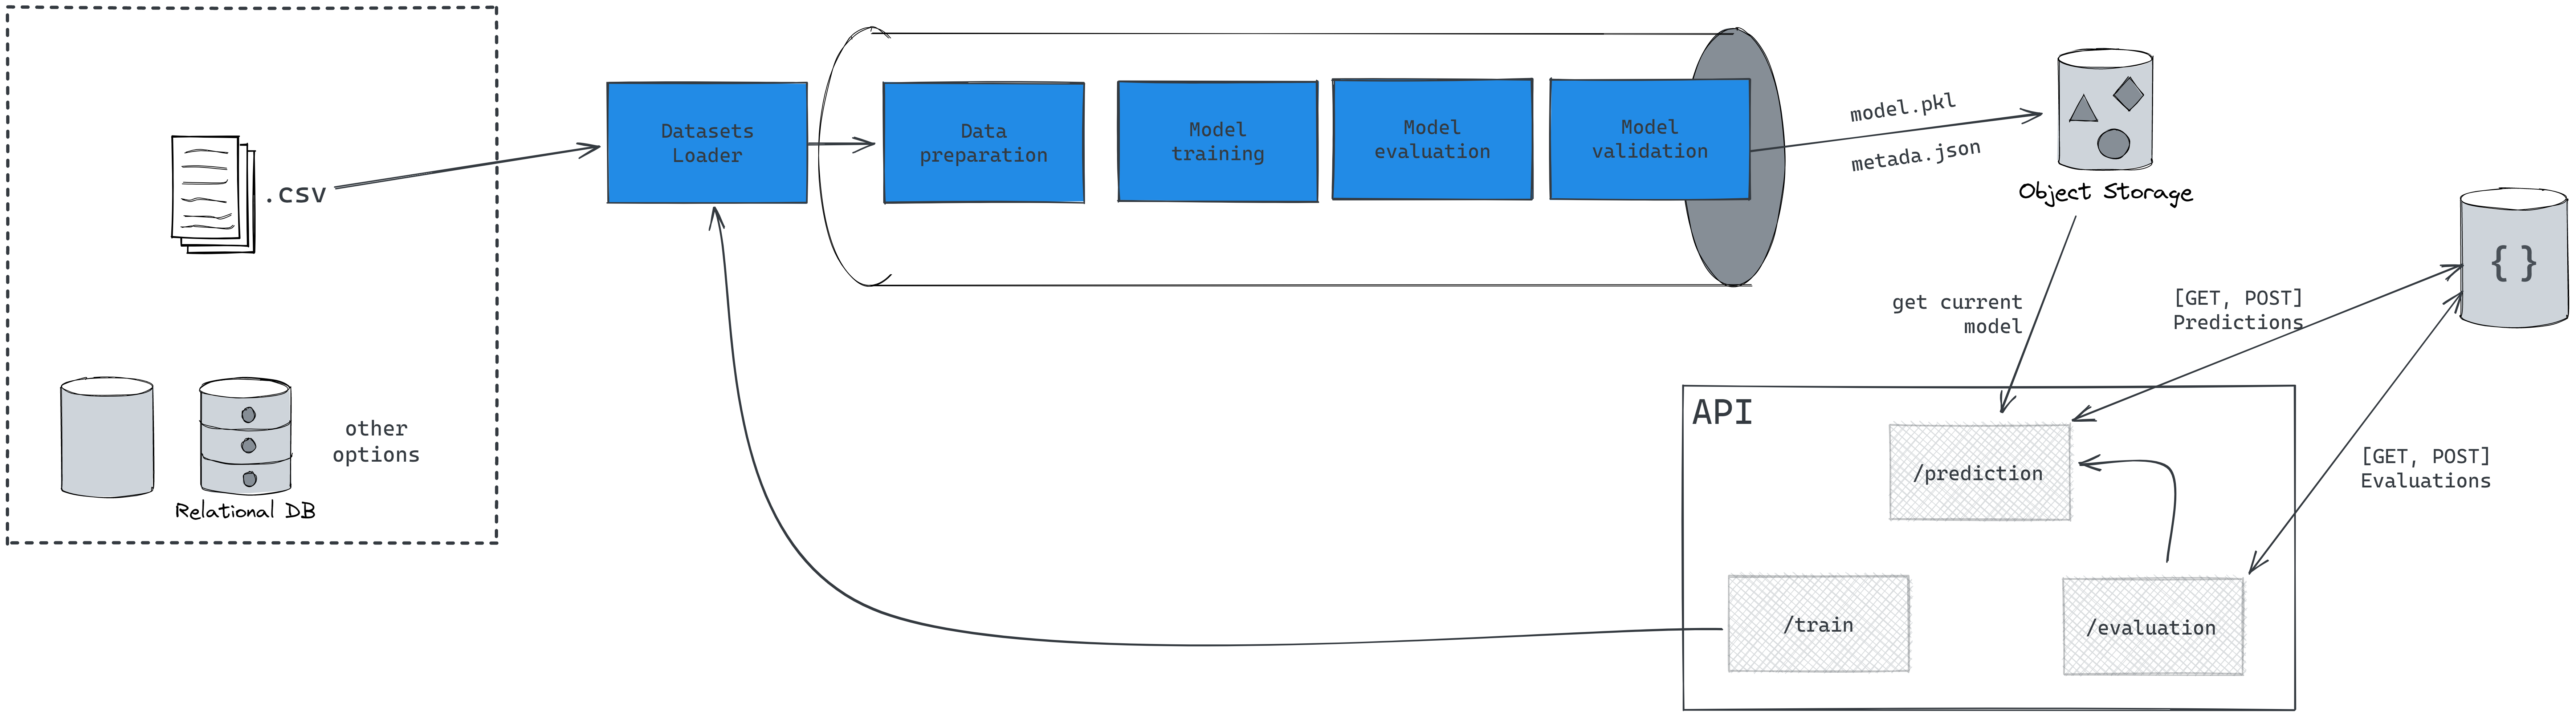 .csv
other
options
Relational DB
Datasets
Loader
Data
preparation
Model
training
Model
evaluation
Model
validation
model.pkl
metada.json
Object Storage
{ }
get current
model
[GET, POST]
Predictions
[GET, POST]
Evaluations
API
/prediction
/train
/evaluation